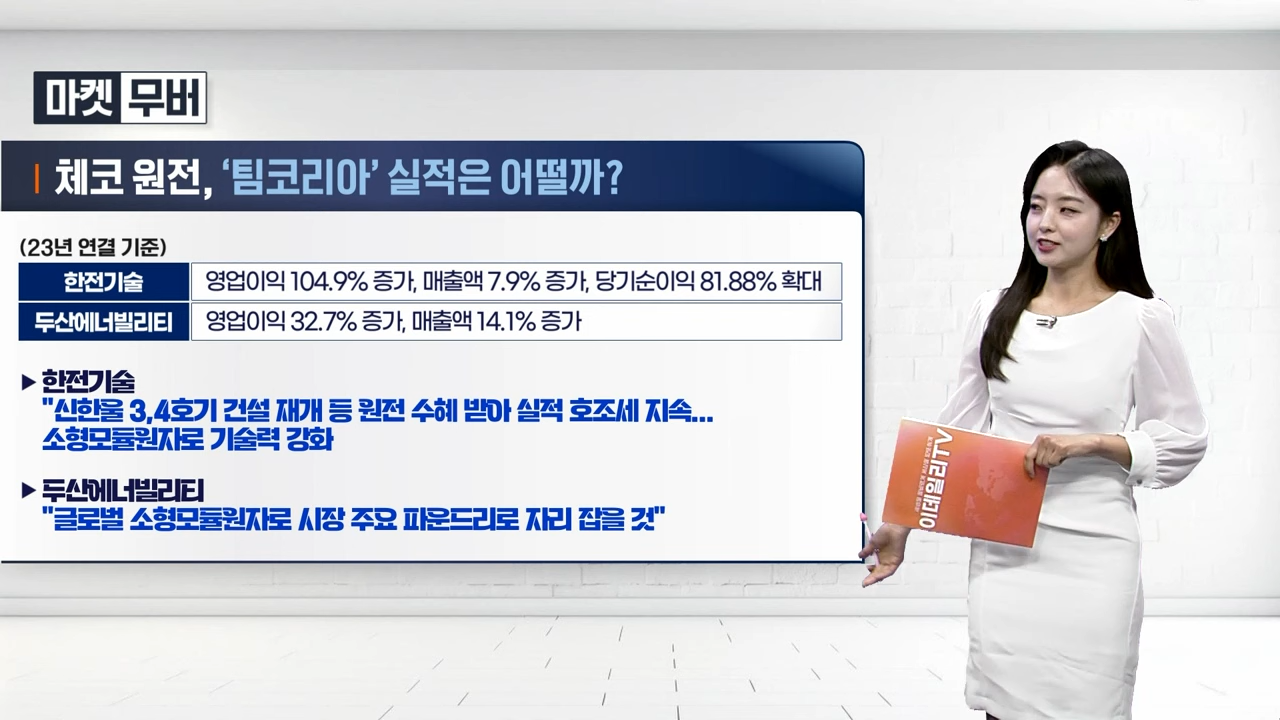 마켓 무버
체코 원전, ‘팀코리아’ 실적은 어떨까?
(23년 연결 기준)
한전기술 영업이익 104.9% 증가, 매출액 7.9% 증가, 당기순이익 81.88% 확대
두산에너빌리티 영업이익 32.7% 증가, 매출액 14.1% 증가
▶ 한전기술
"신한울 3,4호기 건설 재개 등 원전 수혜 받아 실적 호조세 지속...
소형모듈원자로 기술력 강화
▶ 두산에너빌리티
"글로벌 소형모듈원자로 시장 주요 파운드리로 자리 잡을 것"
이데일리TV